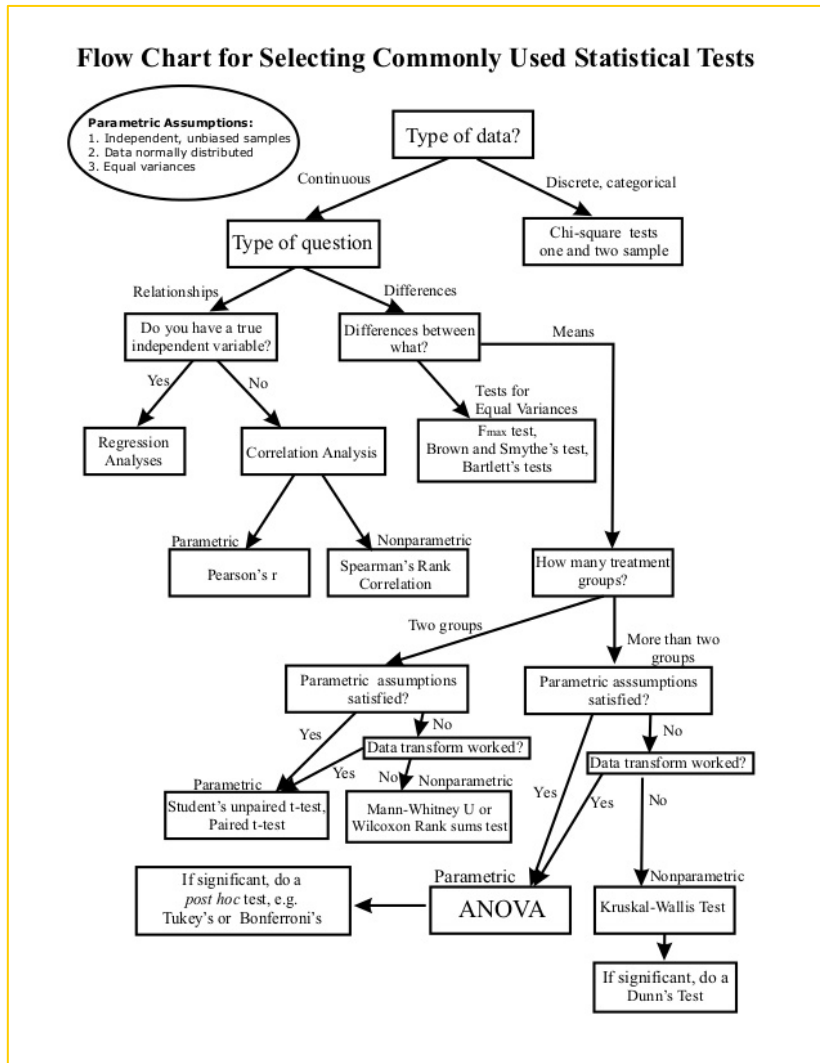 Flow Chart for Selecting Commonly Used Statistical Tests
Parametric Assumptions:
1. Independent, unbiased samples
2. Data normally distributed
3. Equal variances
Type of data?
Continuous
Discrete, categorical
Type of question
Chi-square tests
one and two sample
Relationships
Differences
Do you have a true
independent variable?
Differences between
what?
Means
Yes
No
Tests for
Equal Variances
Regression
Analyses
Correlation Analysis
Fmax test,
Brown and Smythe's test,
Bartlett's tests
Parametric
Nonparametric
Pearson's r
Spearman's Rank
Correlation
How many treatment
groups?
Two groups
More than two
groups
Parametric assumptions
satisfied?
Parametric asssumptions
satisfied?
Yes
No
No
Data transform worked?
Data transform worked?
Yes
No
Yes
Yes
No
Parametric
Nonparametric
Student's unpaired t-test,
Paired t-test
Mann-Whitney U or
Wilcoxon Rank sums test
Parametric
Nonparametric
If significant, do a
post hoc test, e.g.
Tukey's or Bonferroni's
ANOVA
Kruskal-Wallis Test
If significant, do a
Dunn's Test